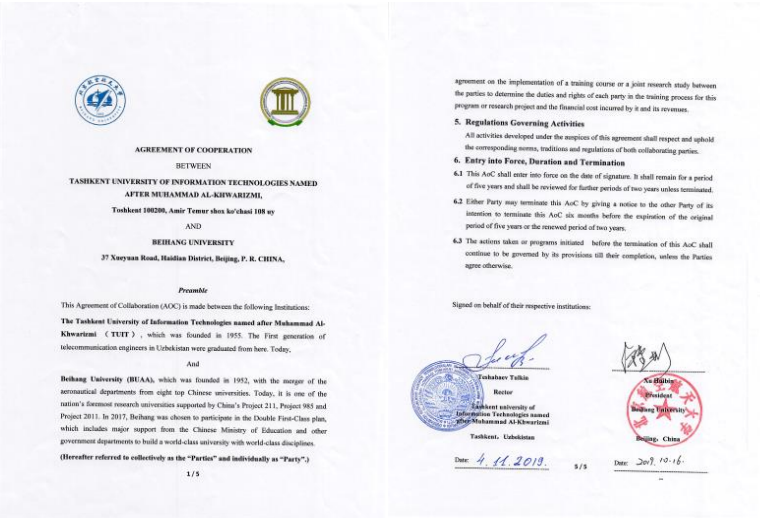 AGREEMENT OF COOPERATION
BETWEEN
TASHKENT UNIVERSITY OF INFORMATION TECHNOLOGIES NAMED
AFTER MUHAMMAD AL-KHWARIZMI,
Toshkent 100200, Amir Temur shox ko'chasi 108 uy
AND
BEIHANG UNIVERSITY
37 Xueyuan Road, Haidian District, Beijing, P. R. CHINA,
Preamble
This Agreement of Collaboration (AOC) is made between the following Institutions:
The Tashkent University of Information Technologies named after Muhammad Al-
Khwarizmi （TUIT）, which was founded in 1955. The First generation of
telecommunication engineers in Uzbekistan were graduated from here. Today,
And
Beihang University (BUAA), which was founded in 1952, with the merger of the
aeronautical departments from eight top Chinese universities. Today, it is one of the
nation's foremost research universities supported by China's Project 211, Project 985 and
Project 2011. In 2017, Beihang was chosen to participate in the Double First-Class plan,
which includes major support from the Chinese Ministry of Education and other
government departments to build a world-class university with world-class disciplines.
(Hereafter referred to collectively as the "Parties" and individually as "Party".)
1 / 5
agreement on the implementation of a training course or a joint research study between
the parties to determine the duties and rights of each party in the training process for this
program or research project and the financial cost incurred by it and its revenues.
5. Regulations Governing Activities
All activities developed under the auspices of this agreement shall respect and uphold
the corresponding norms, traditions and regulations of both collaborating parties.
6. Entry into Force, Duration and Termination
6.1 This AoC shall enter into force on the date of signature. It shall remain for a period
of five years and shall be reviewed for further periods of two years unless terminated.
6.2 Either Party may terminate this AoC by giving a notice to the other Party of its
intention to terminate this AoC six months before the expiration of the original
period of five years or the renewed period of two years.
6.3 The actions taken or programs initiated before the termination of this AoC shall
continue to be governed by its provisions till their completion, unless the Parties
agree otherwise.
Signed on behalf of their respective institutions:
Teshabaev Tulkin
Rector
Tashkent university of
Information Technologies named
after Muhammad Al-Khwarizmi
Tashkent, Uzbekistan
Date: 4.11.2019.
Xu Huibin
President
Beihang University
Beijing, China
Date: 2019.10.16.
5 / 5